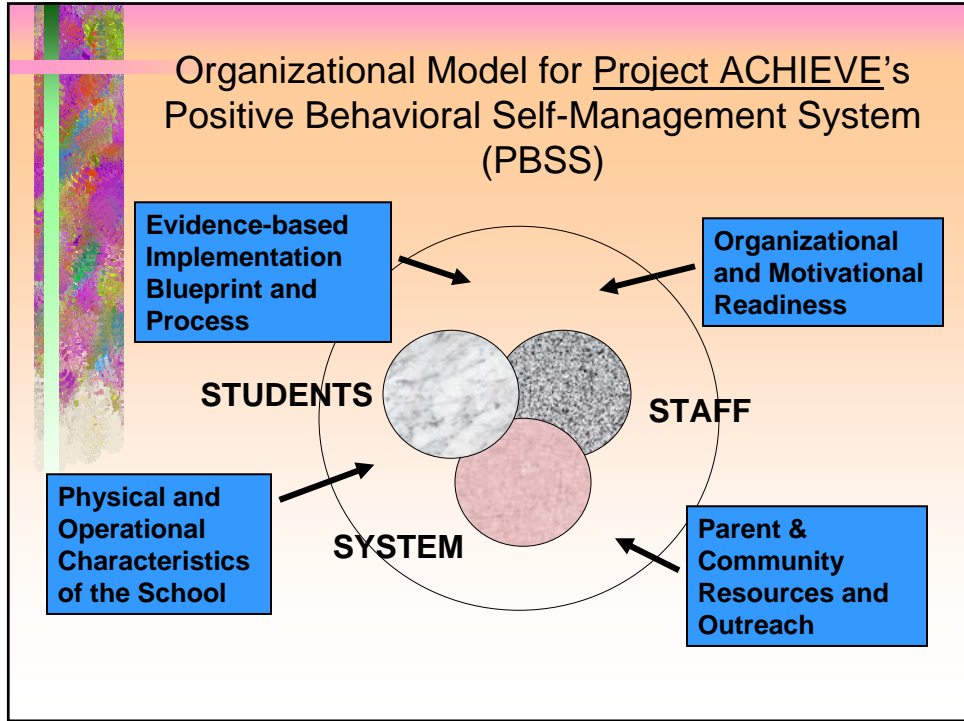 Organizational Model for Project ACHIEVE's
Positive Behavioral Self-Management System
(PBSS)
Evidence-based
Implementation
Blueprint and
Process
Organizational
and Motivational
Readiness
STUDENTS
STAFF
Physical and
Operational
Characteristics
of the School
SYSTEM
Parent &
Community
Resources and
Outreach